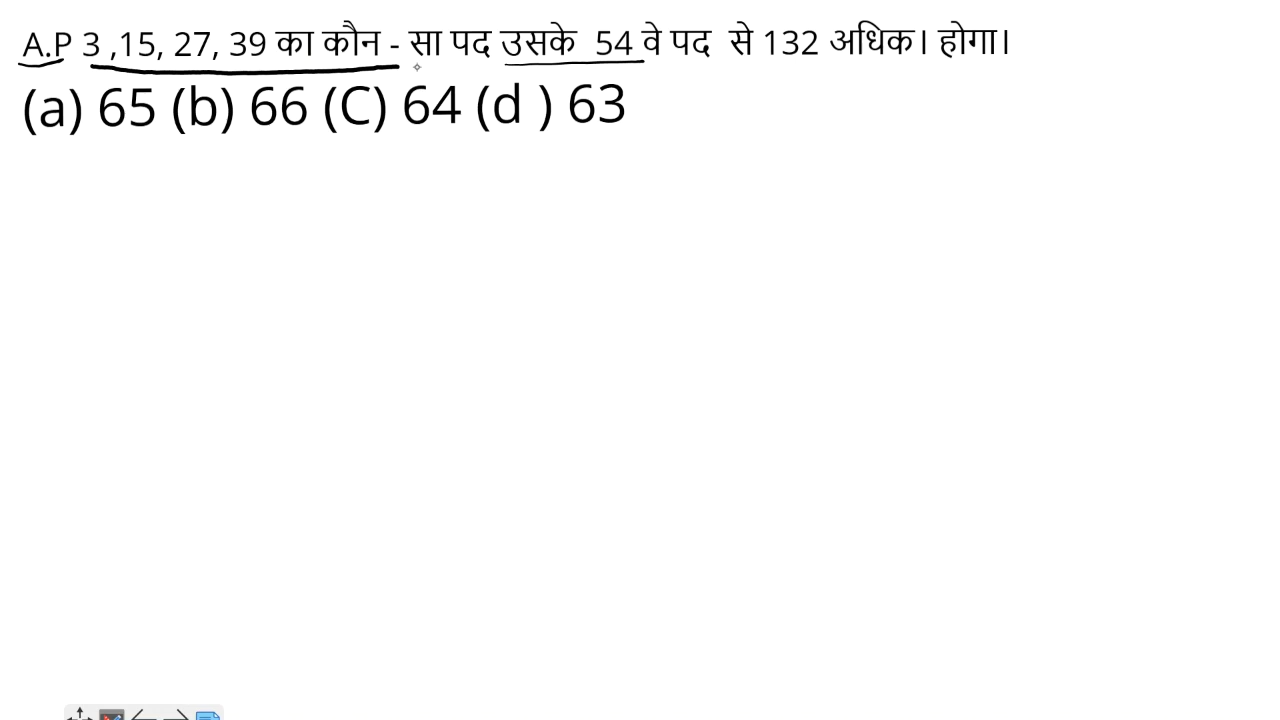 A.P 3 ,15, 27, 39 का कौन - सा पद उसके 54 वे पद से 132 अधिक। होगा।
(a) 65 (b) 66 (C) 64 (d ) 63